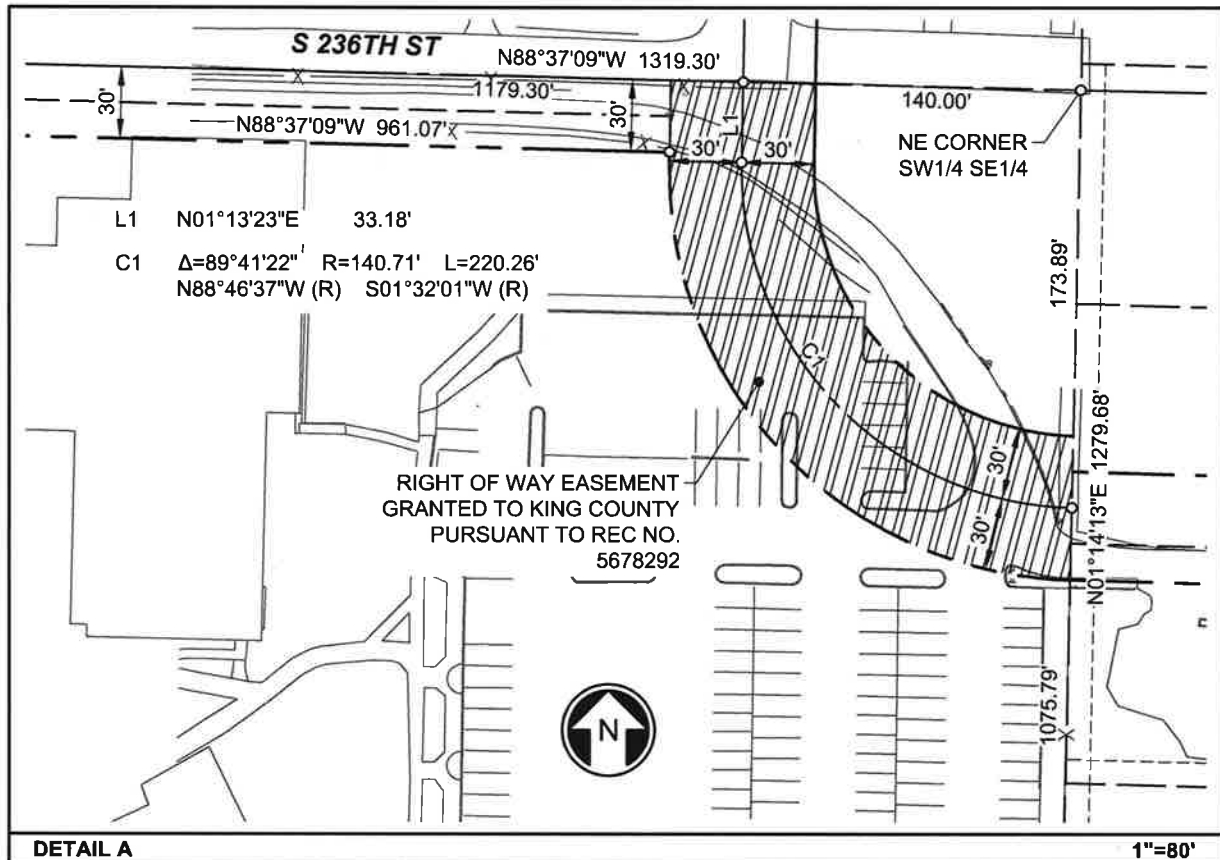 S 236TH ST
N88°37'09"W 1319.30'
1179.30'
140.00'
30'
30'
N88°37'09"W 961.07'
L1
30'
30'
NE CORNER
SW1/4 SE1/4
L1 N01°13'23"E 33.18'
C1 Δ=89°41'22" R=140.71' L=220.26'
N88°46'37"W (R) S01°32'01"W (R)
173.89'
C1
RIGHT OF WAY EASEMENT
GRANTED TO KING COUNTY
PURSUANT TO REC NO.
5678292
30'
30'
N01°14'13"E 1279.68'
1075.79'
N
DETAIL A
1"=80'